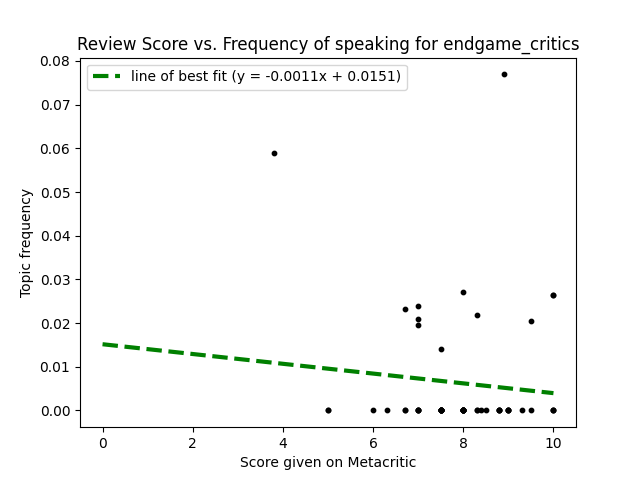 Review Score vs. Frequency of speaking for endgame_critics
line of best fit (y = -0.0011x + 0.0151)
Topic frequency
0.08
0.07
0.06
0.05
0.04
0.03
0.02
0.01
0.00
0 2 4 6 8 10
Score given on Metacritic